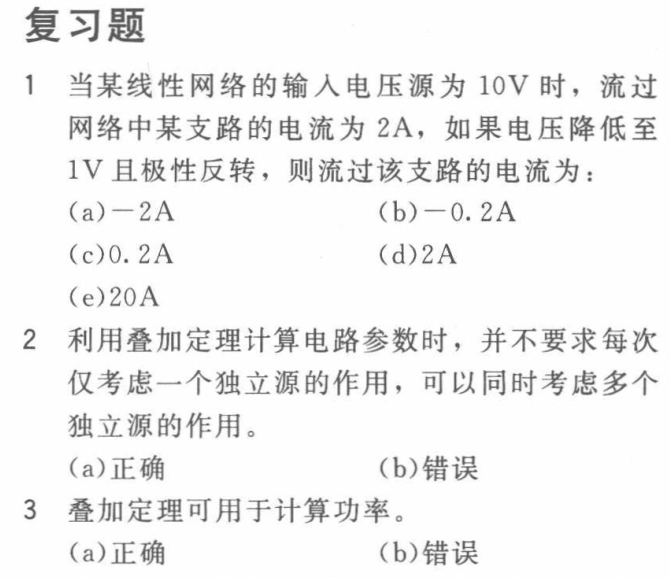 复习题
1 当某线性网络的输入电压源为 10V 时，流过
网络中某支路的电流为 2A，如果电压降低至
1V 且极性反转，则流过该支路的电流为：
(a)－2A (b)－0.2A
(c)0.2A (d)2A
(e)20A
2 利用叠加定理计算电路参数时，并不要求每次
仅考虑一个独立源的作用，可以同时考虑多个
独立源的作用。
(a)正确 (b)错误
3 叠加定理可用于计算功率。
(a)正确 (b)错误